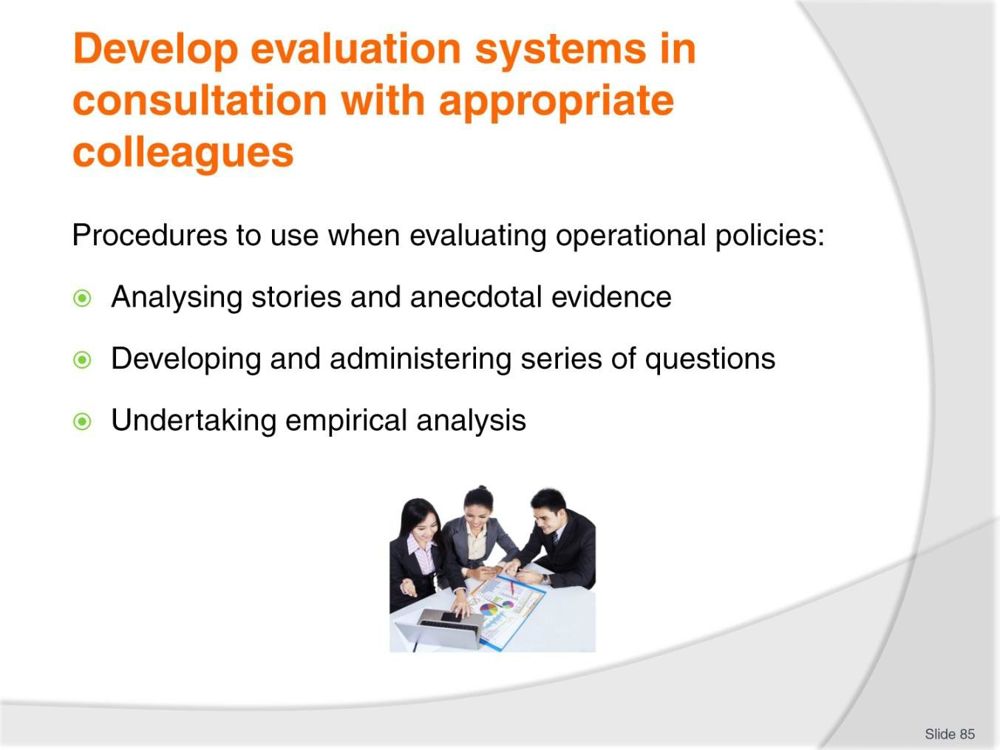 Develop evaluation systems in
consultation with appropriate
colleagues
Procedures to use when evaluating operational policies:
Analysing stories and anecdotal evidence
Developing and administering series of questions
Undertaking empirical analysis
Slide 85